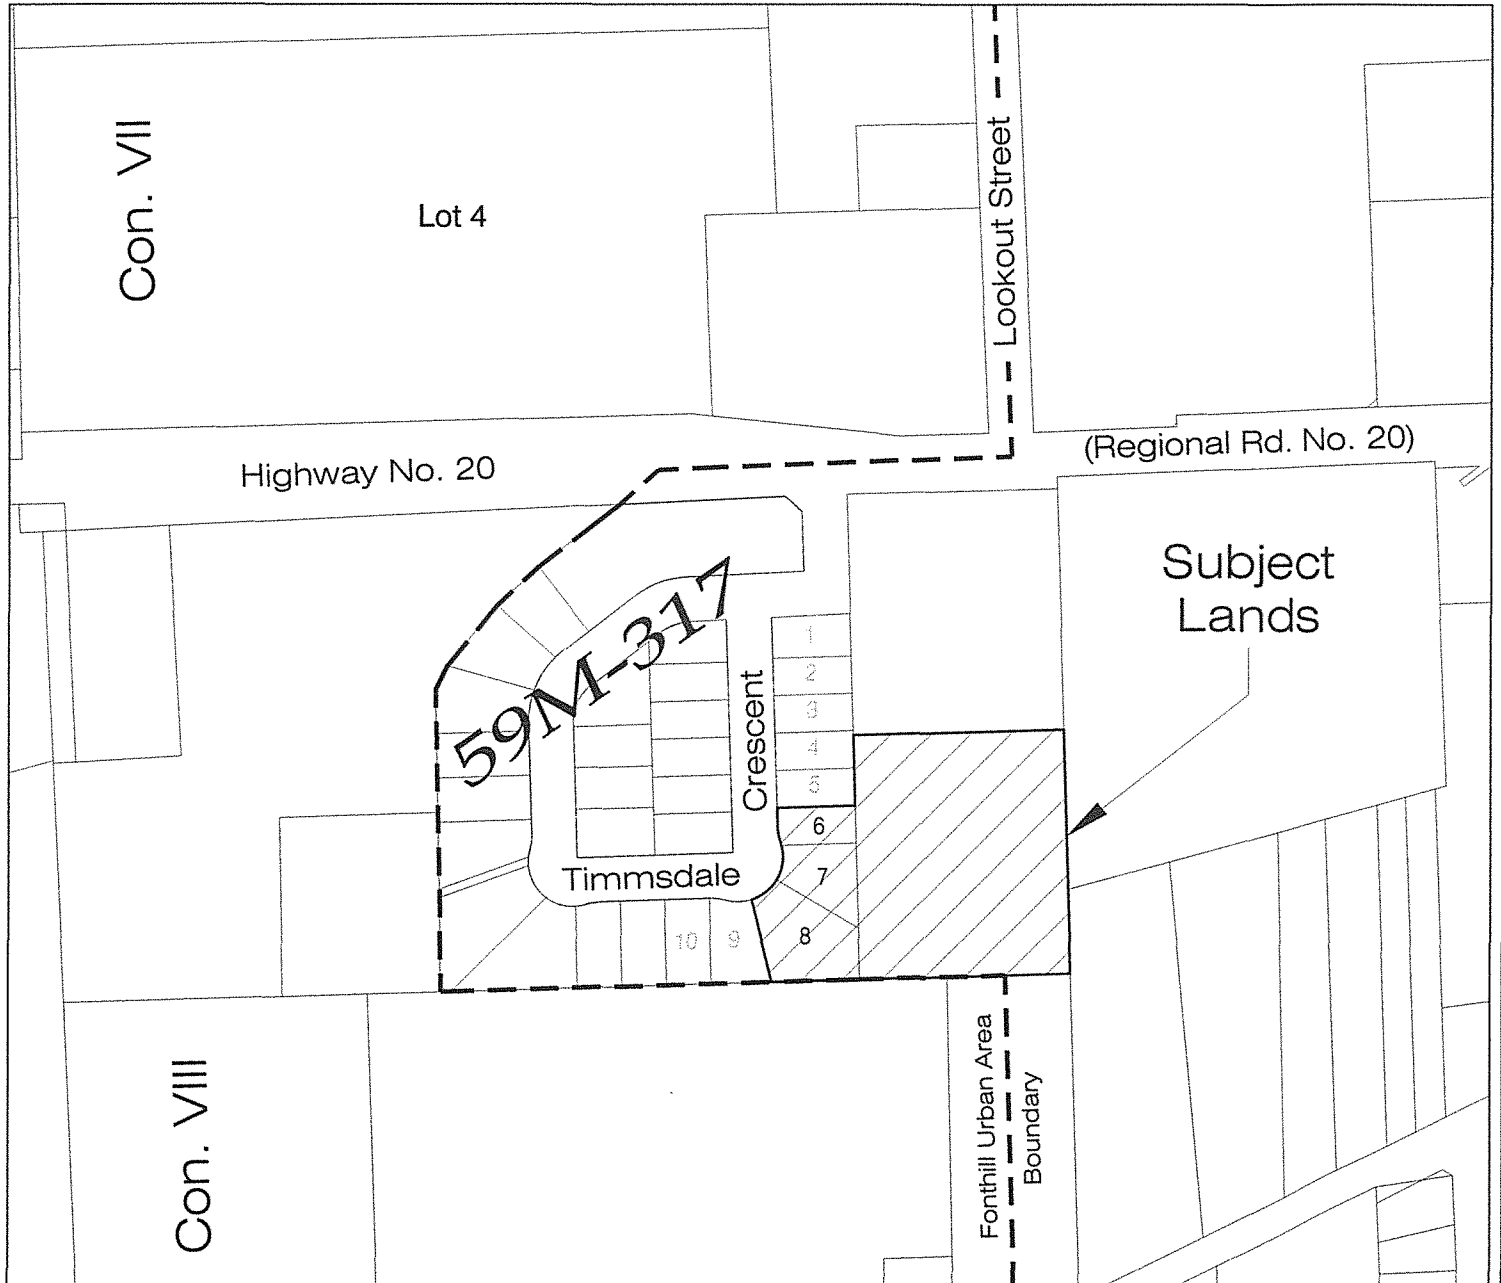 Con. VII
Lot 4
Lookout Street
Highway No. 20
(Regional Rd. No. 20)
Subject
Lands
59M-317
Crescent
1
2
3
4
5
6
7
8
9
10
Timmsdale
Con. VIII
Fonthill Urban Area
Boundary